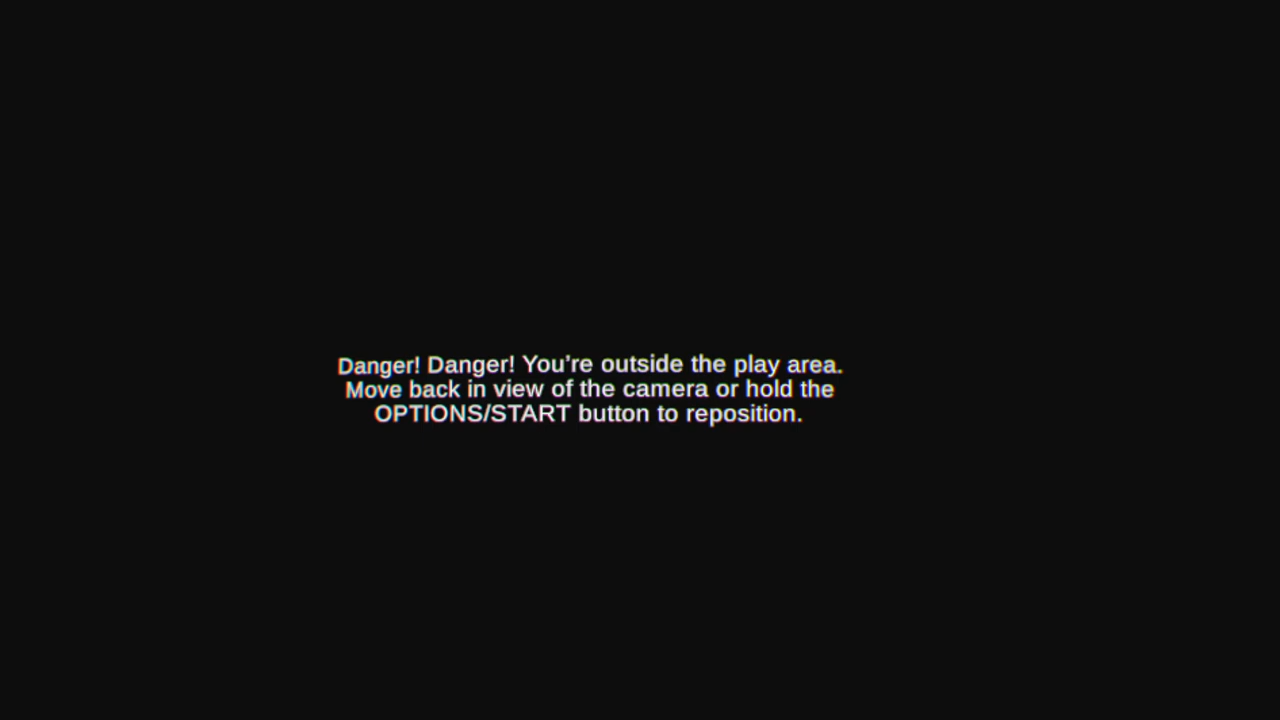 Danger! Danger! You're outside the play area.
Move back in view of the camera or hold the
OPTIONS/START button to reposition.